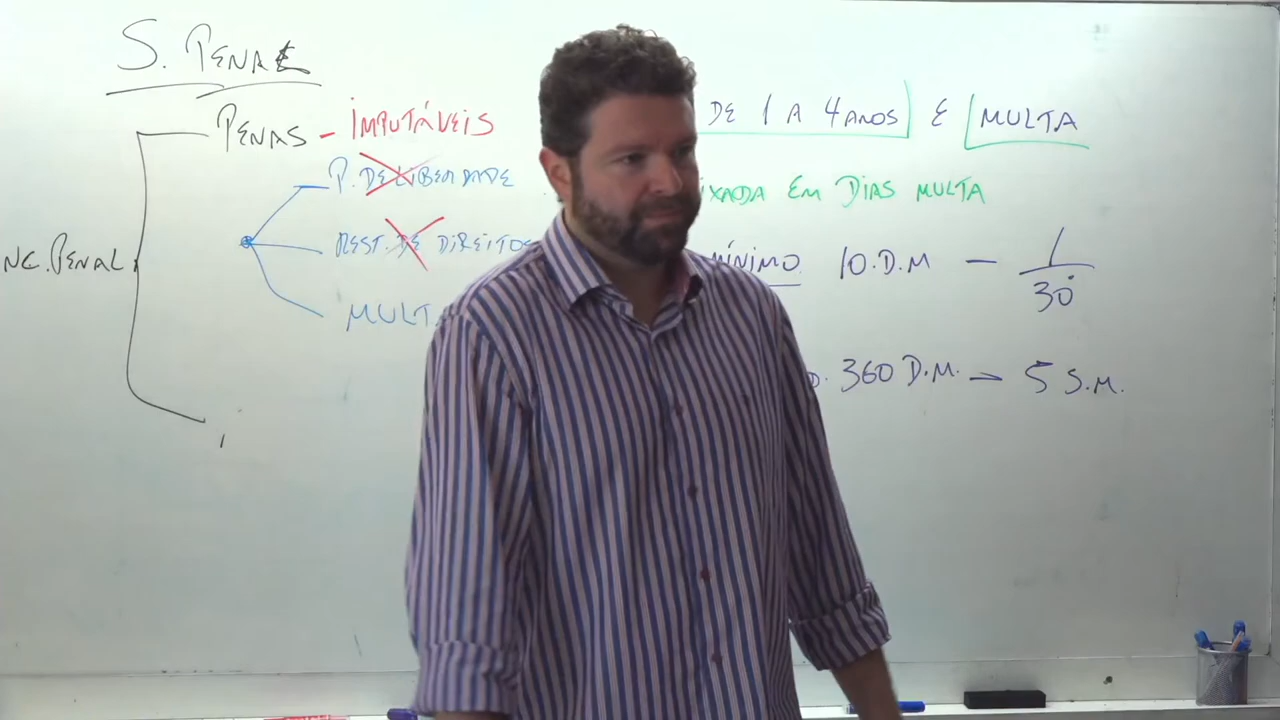 S. PENAL
PENAS - IMPUTÁVEIS
P. DE LIBERDADE
REST. DE DIREITOS
MULT
NC. PENAL
DE 1 A 4 ANOS E MULTA
IXADA EM DIAS MULTA
MÍNIMO 10.D.M - 1/30
360 D.M. → 5 S.M.